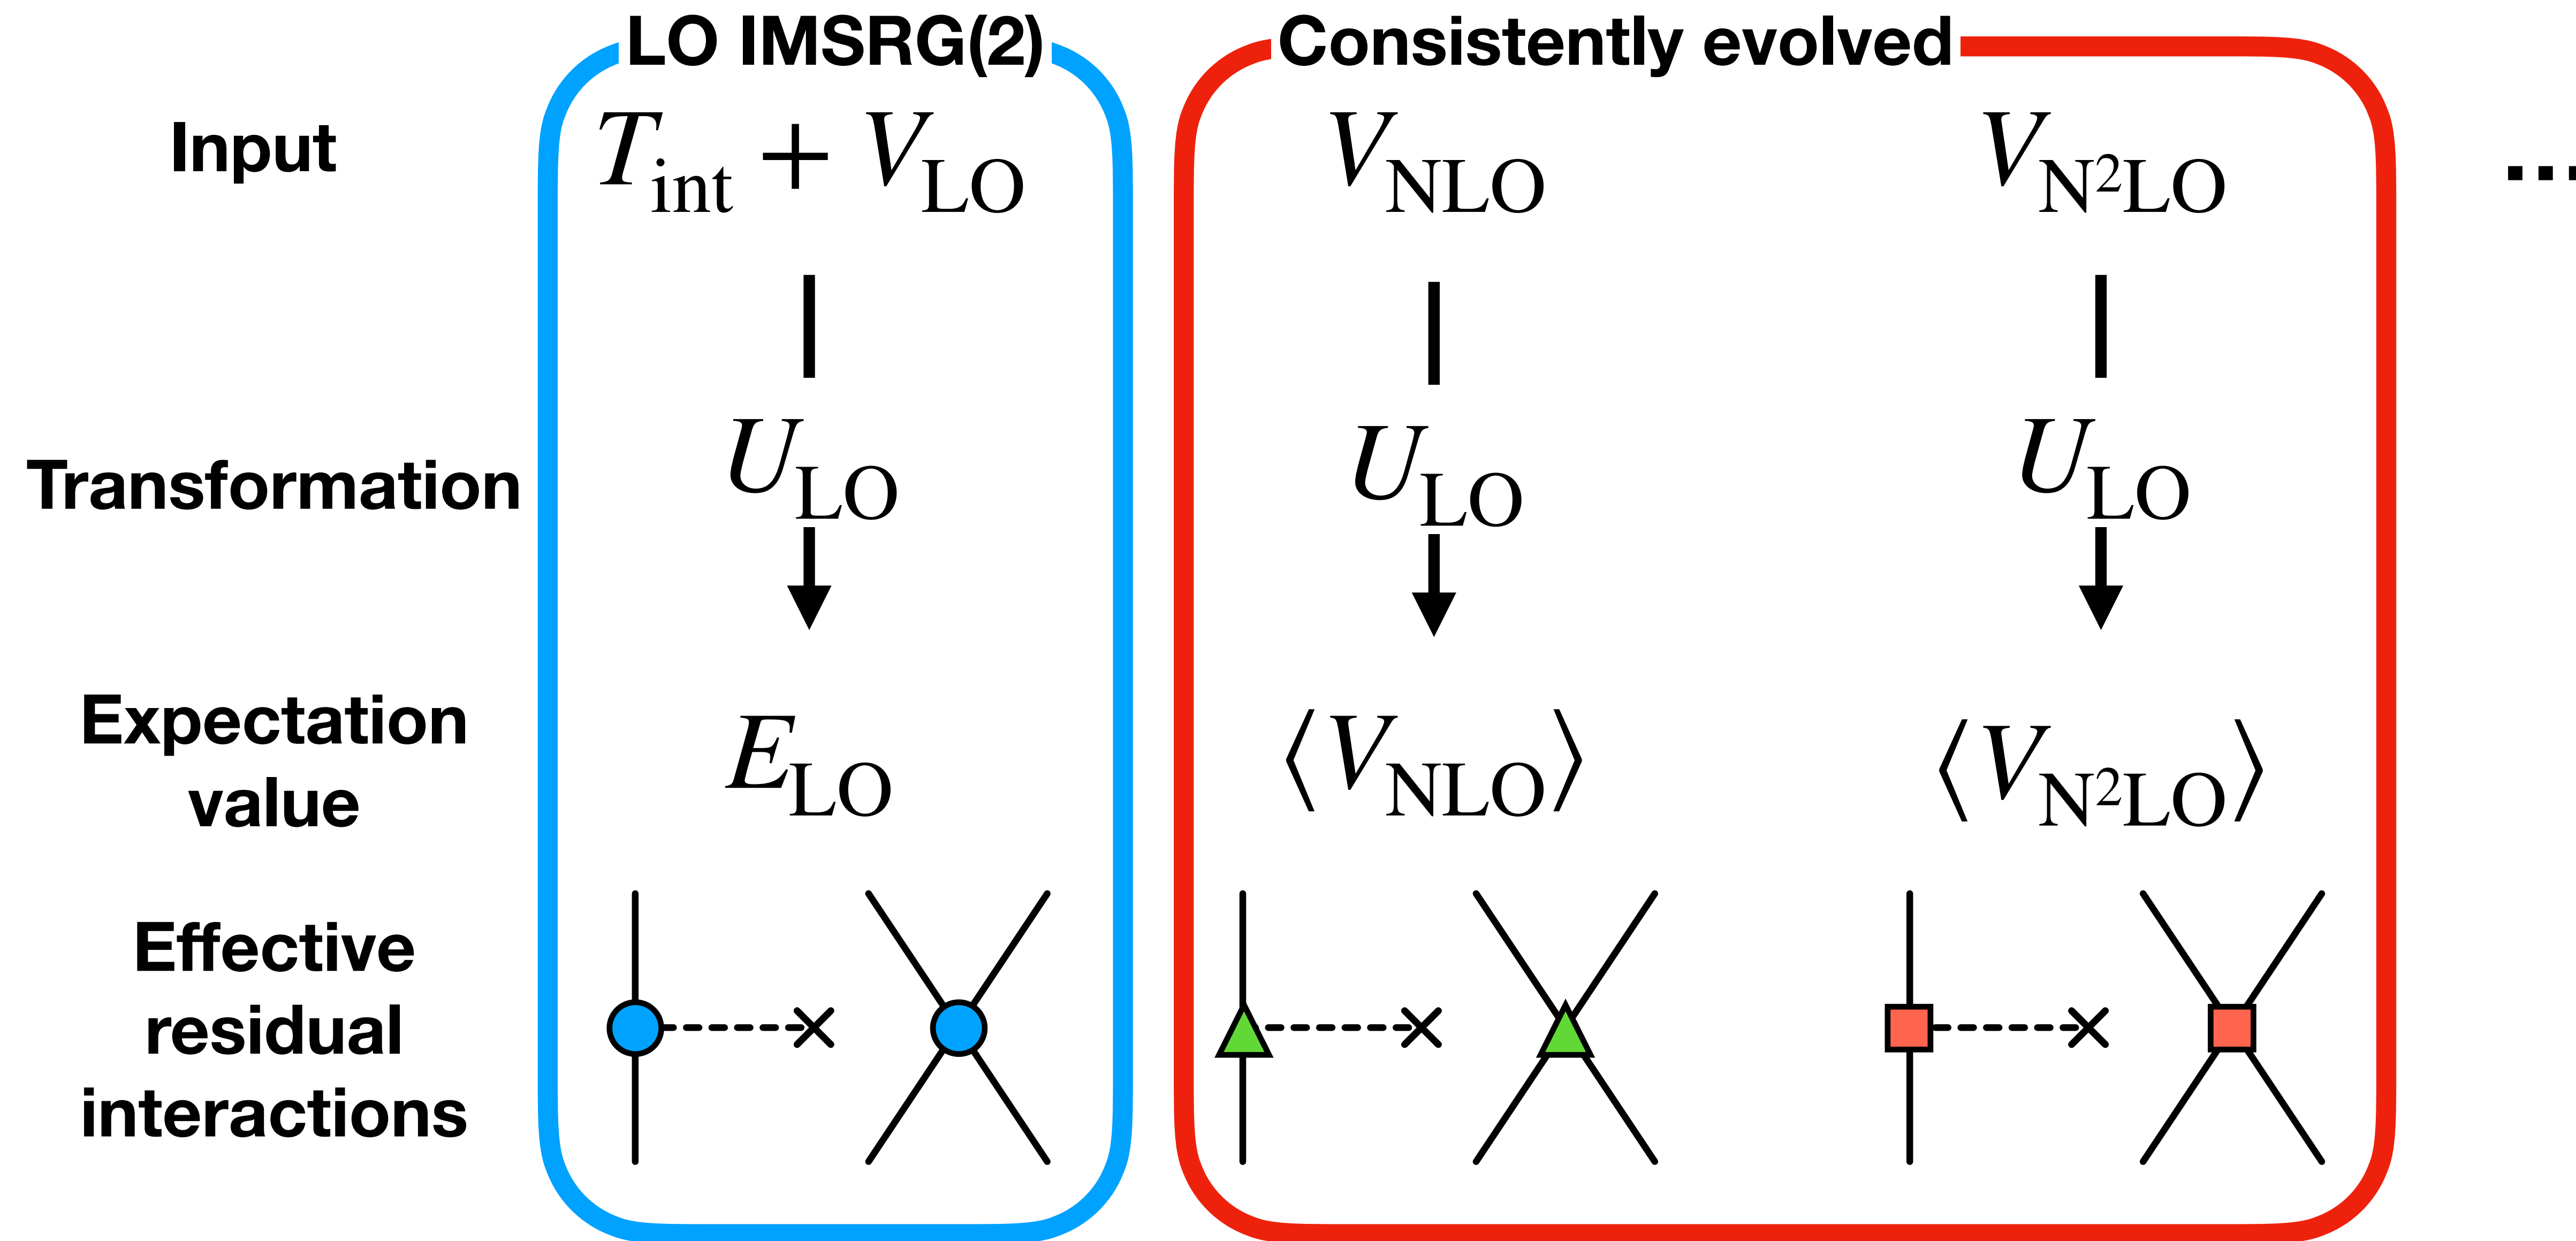 LO IMSRG(2) Consistently evolved
Input T_int + V_LO V_NLO V_N²LO ...
Transformation U_LO U_LO U_LO
Expectation
value
E_LO ⟨V_NLO⟩ ⟨V_N²LO⟩
Effective
residual
interactions